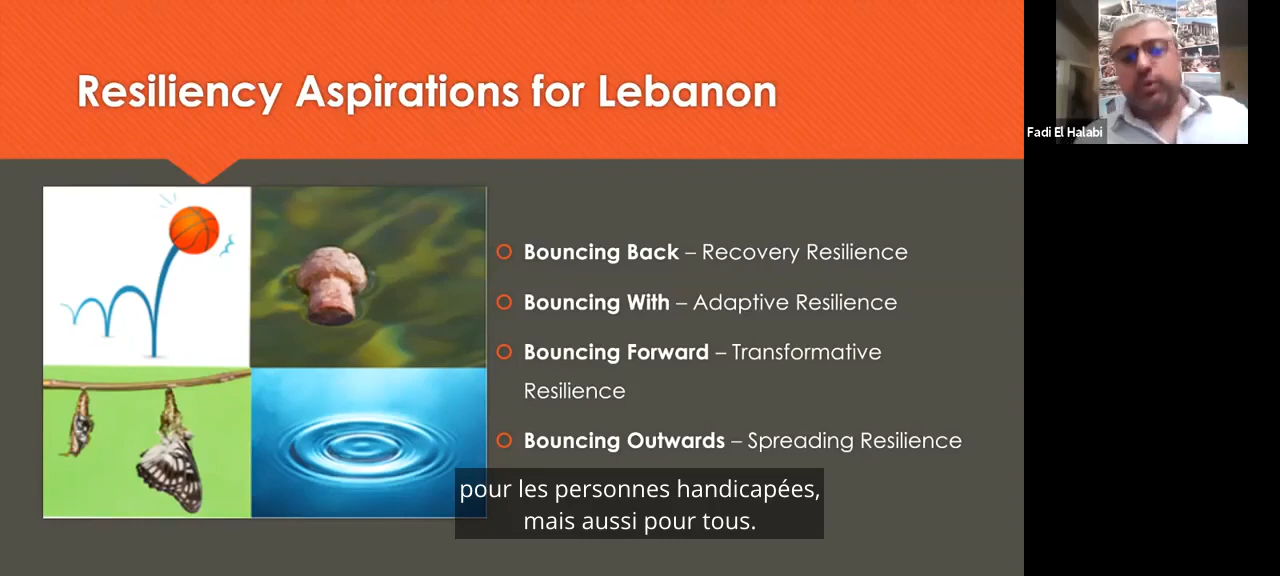 Resiliency Aspirations for Lebanon
Fadi El Halabi
Bouncing Back – Recovery Resilience
Bouncing With – Adaptive Resilience
Bouncing Forward – Transformative
Resilience
Bouncing Outwards – Spreading Resilience
pour les personnes handicapées,
mais aussi pour tous.